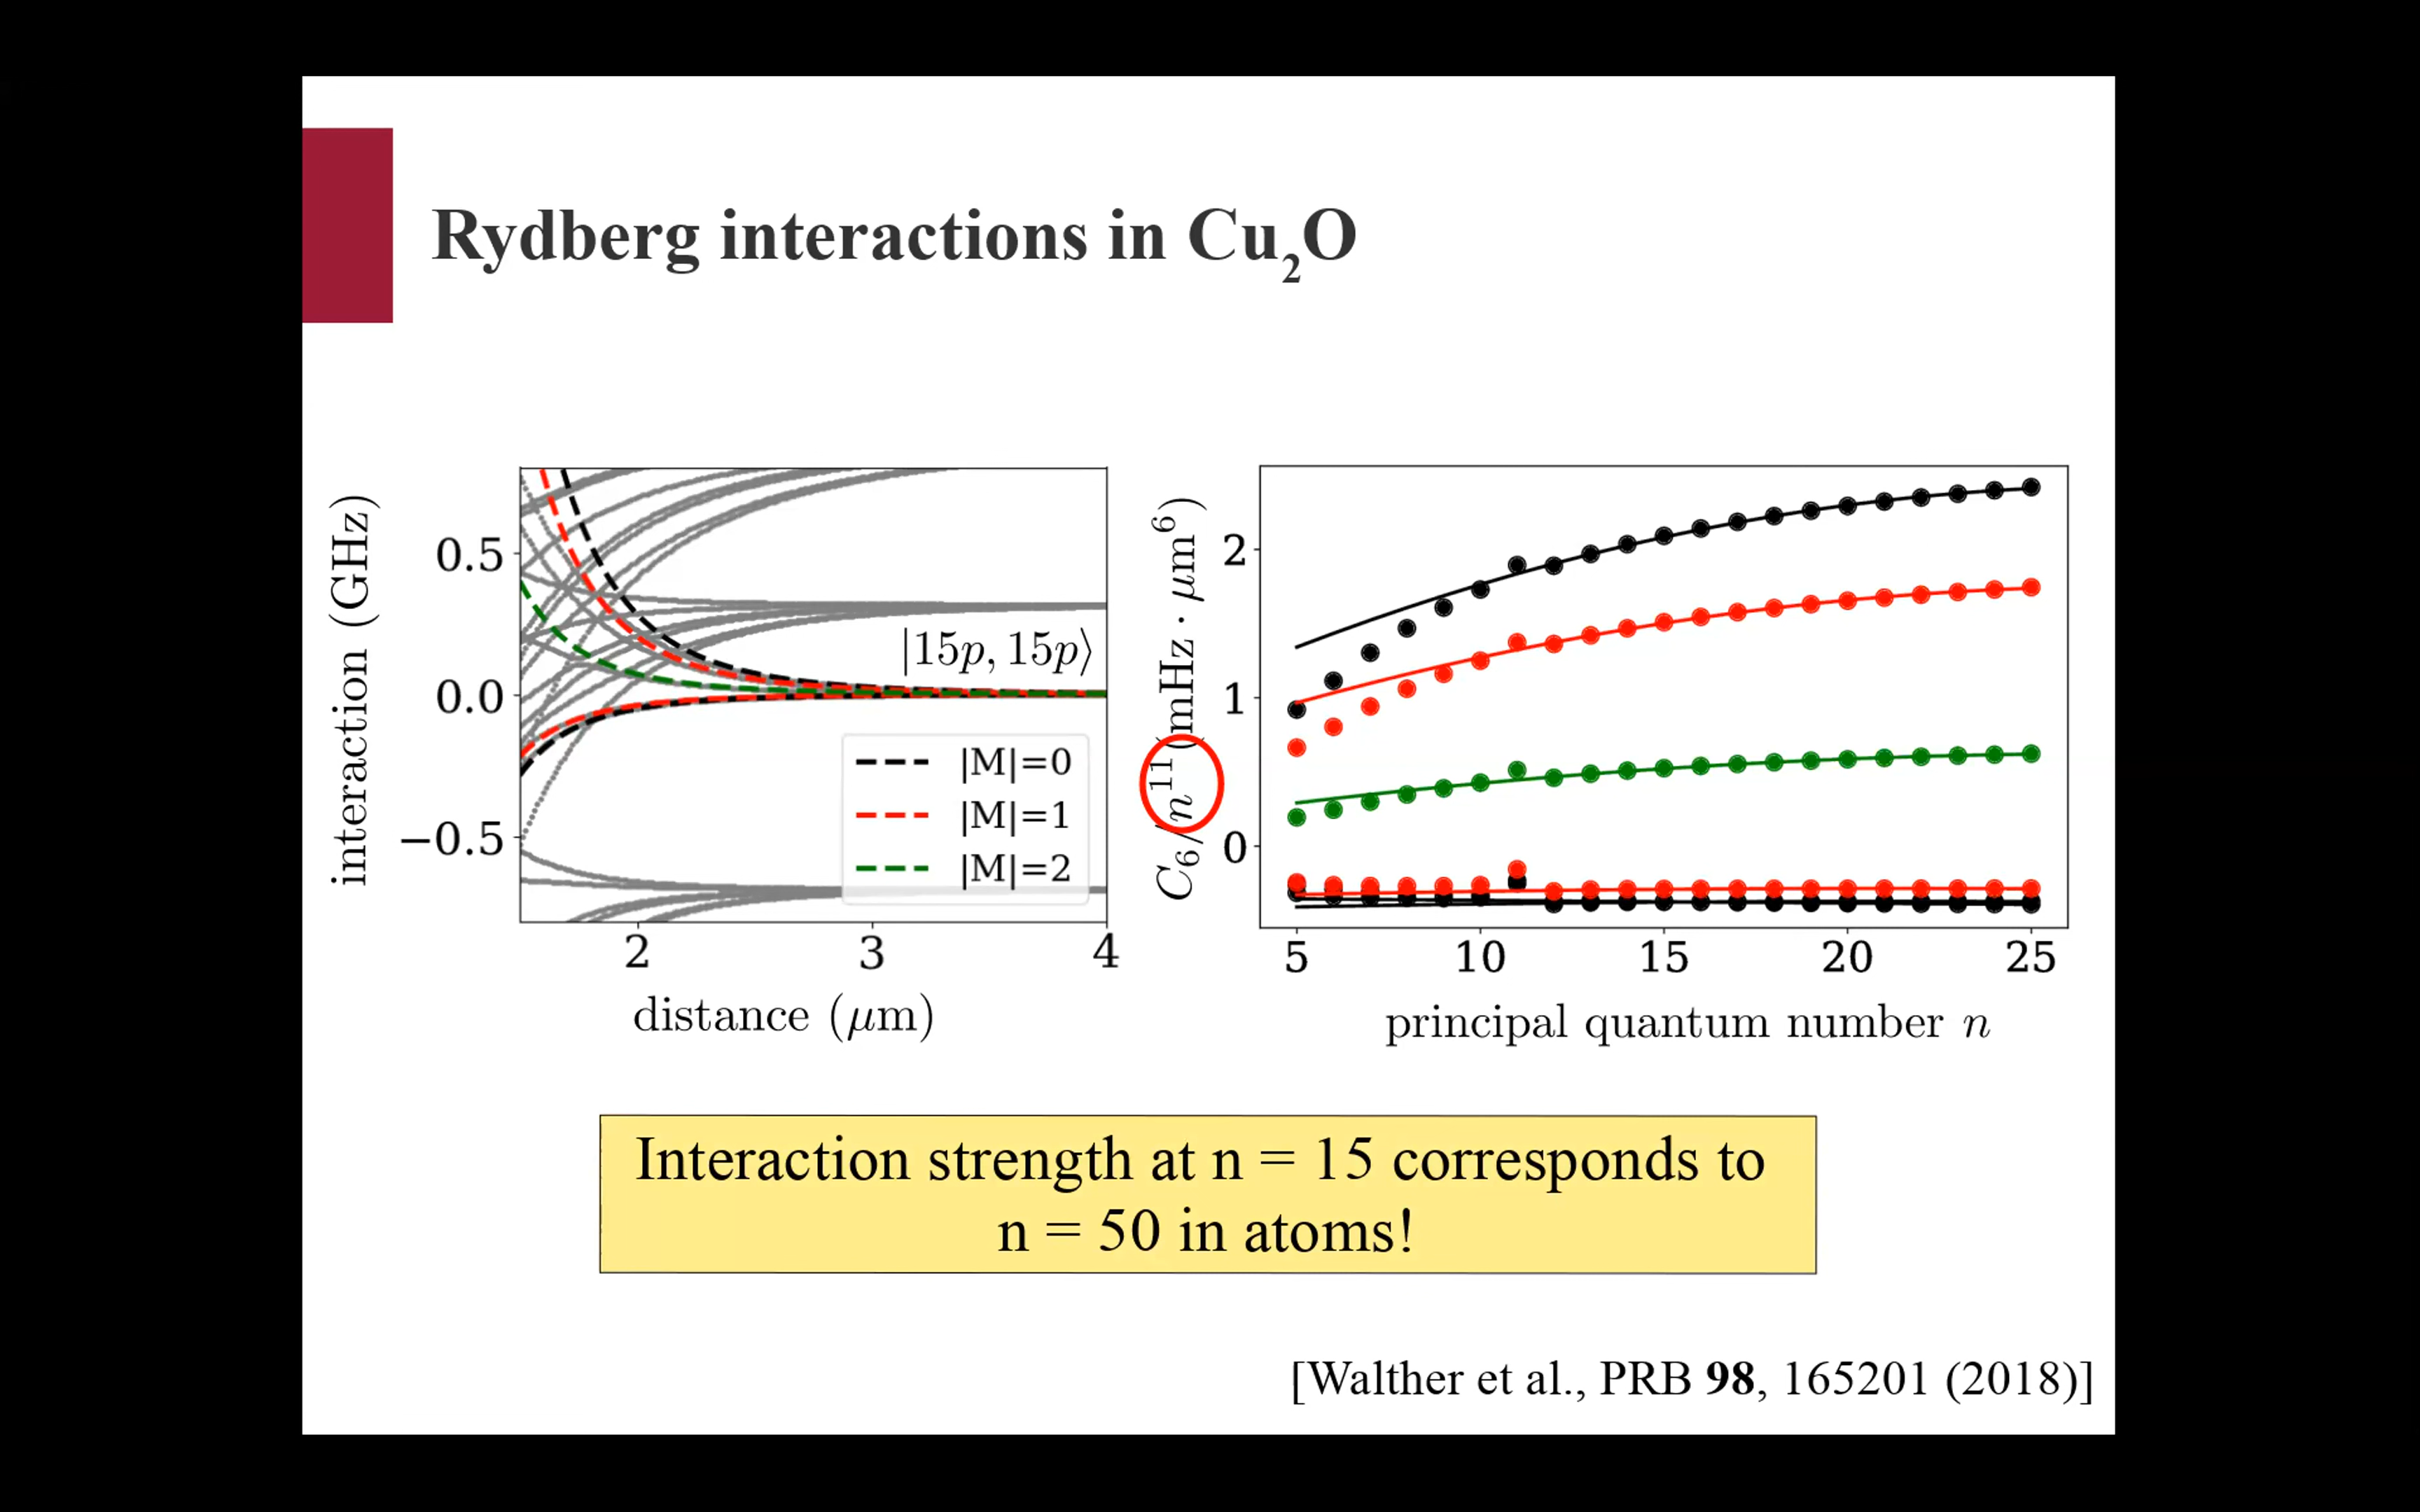 Rydberg interactions in Cu₂O
interaction (GHz)
0.5
0.0
−0.5
|15p, 15p⟩
|M|=0
|M|=1
|M|=2
2 3 4
distance (μm)
C₆/n¹¹(mHz · μm⁶)
2
1
0
5 10 15 20 25
principal quantum number n
Interaction strength at n = 15 corresponds to
n = 50 in atoms!
[Walther et al., PRB 98, 165201 (2018)]